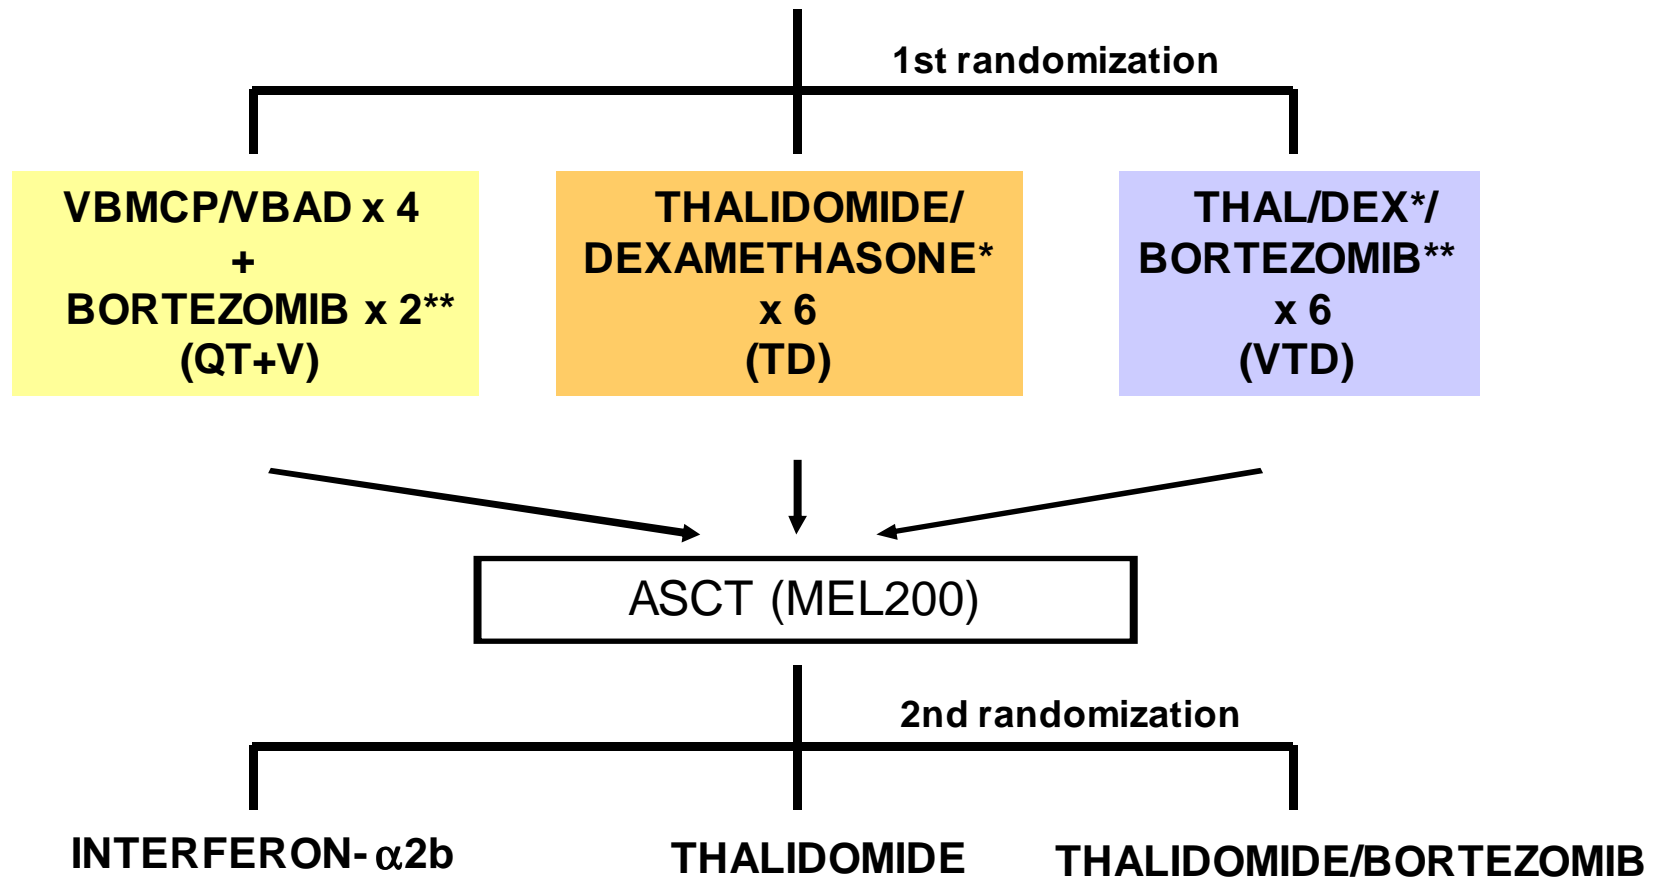 1st randomization
VBMCP/VBAD x 4
+
BORTEZOMIB x 2**
(QT+V)
THALIDOMIDE/
DEXAMETHASONE*
x 6
(TD)
THAL/DEX*/
BORTEZOMIB**
x 6
(VTD)
ASCT (MEL200)
2nd randomization
INTERFERON- α2b
THALIDOMIDE
THALIDOMIDE/BORTEZOMIB